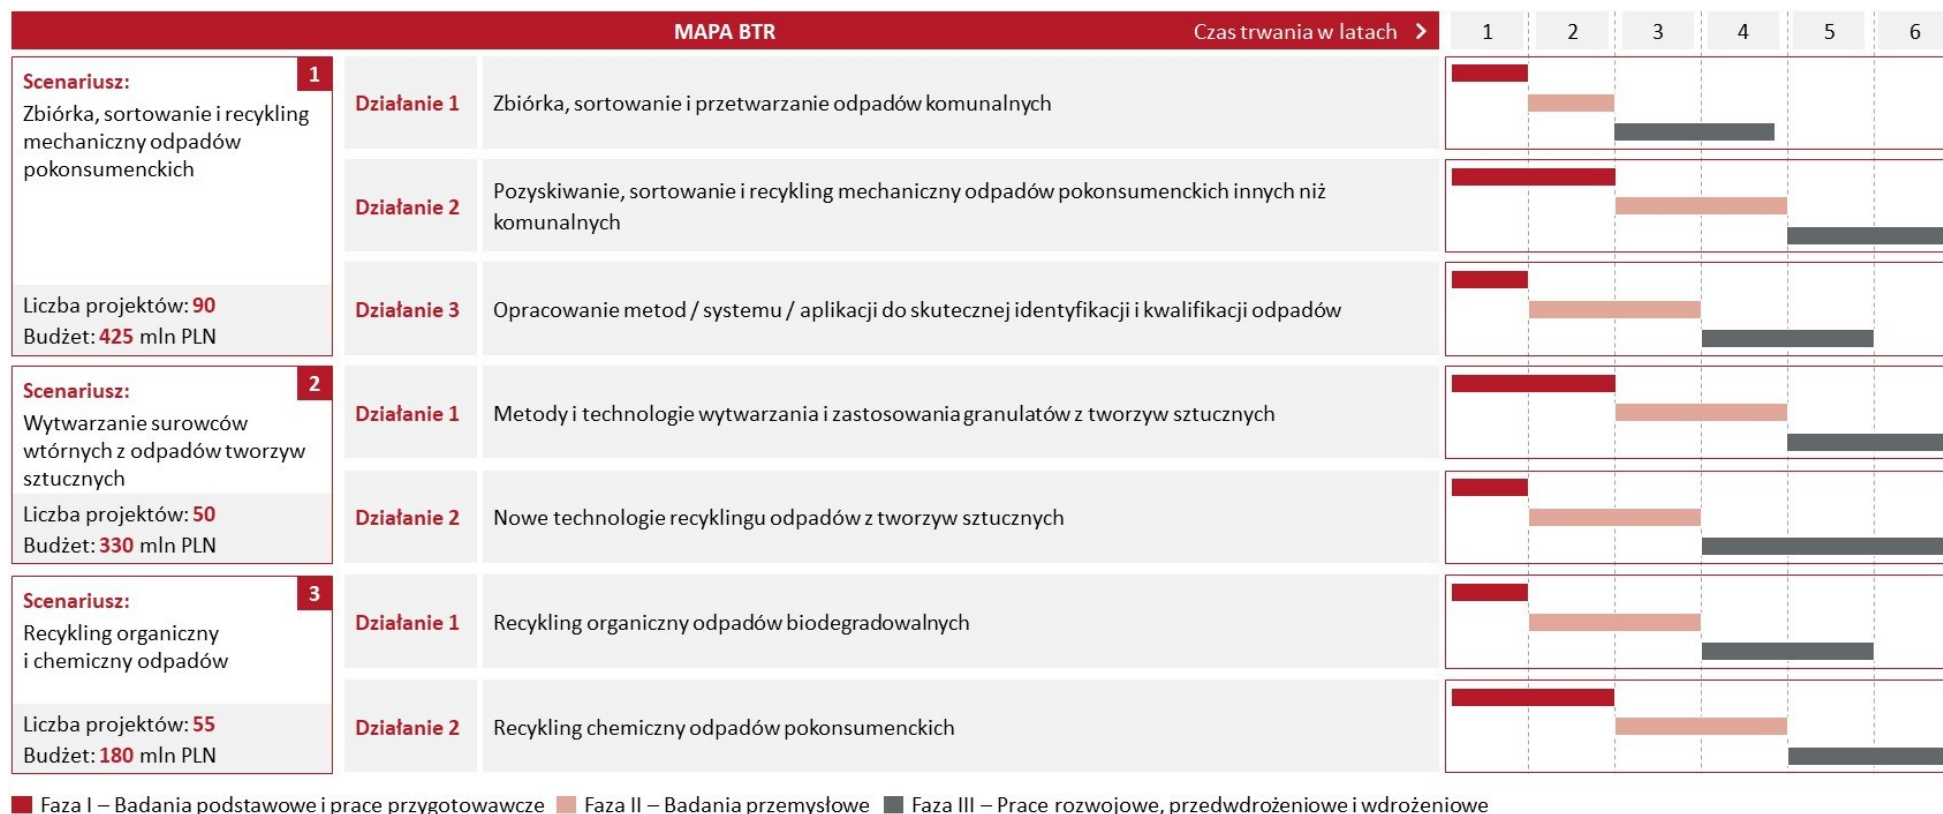 MAPA BTR
Czas trwania w latach
1 2 3 4 5 6
Scenariusz: 1
Zbiórka, sortowanie i recykling
mechaniczny odpadów
pokonsumenckich
Liczba projektów: 90
Budżet: 425 mln PLN
Działanie 1
Zbiórka, sortowanie i przetwarzanie odpadów komunalnych
Działanie 2
Pozyskiwanie, sortowanie i recykling mechaniczny odpadów pokonsumenckich innych niż
komunalnych
Działanie 3
Opracowanie metod / systemu / aplikacji do skutecznej identyfikacji i kwalifikacji odpadów
Scenariusz: 2
Wytwarzanie surowców
wtórnych z odpadów tworzyw
sztucznych
Liczba projektów: 50
Budżet: 330 mln PLN
Działanie 1
Metody i technologie wytwarzania i zastosowania granulatów z tworzyw sztucznych
Działanie 2
Nowe technologie recyklingu odpadów z tworzyw sztucznych
Scenariusz: 3
Recykling organiczny
i chemiczny odpadów
Liczba projektów: 55
Budżet: 180 mln PLN
Działanie 1
Recykling organiczny odpadów biodegradowalnych
Działanie 2
Recykling chemiczny odpadów pokonsumenckich
Faza I – Badania podstawowe i prace przygotowawcze
Faza II – Badania przemysłowe
Faza III – Prace rozwojowe, przedwdrożeniowe i wdrożeniowe